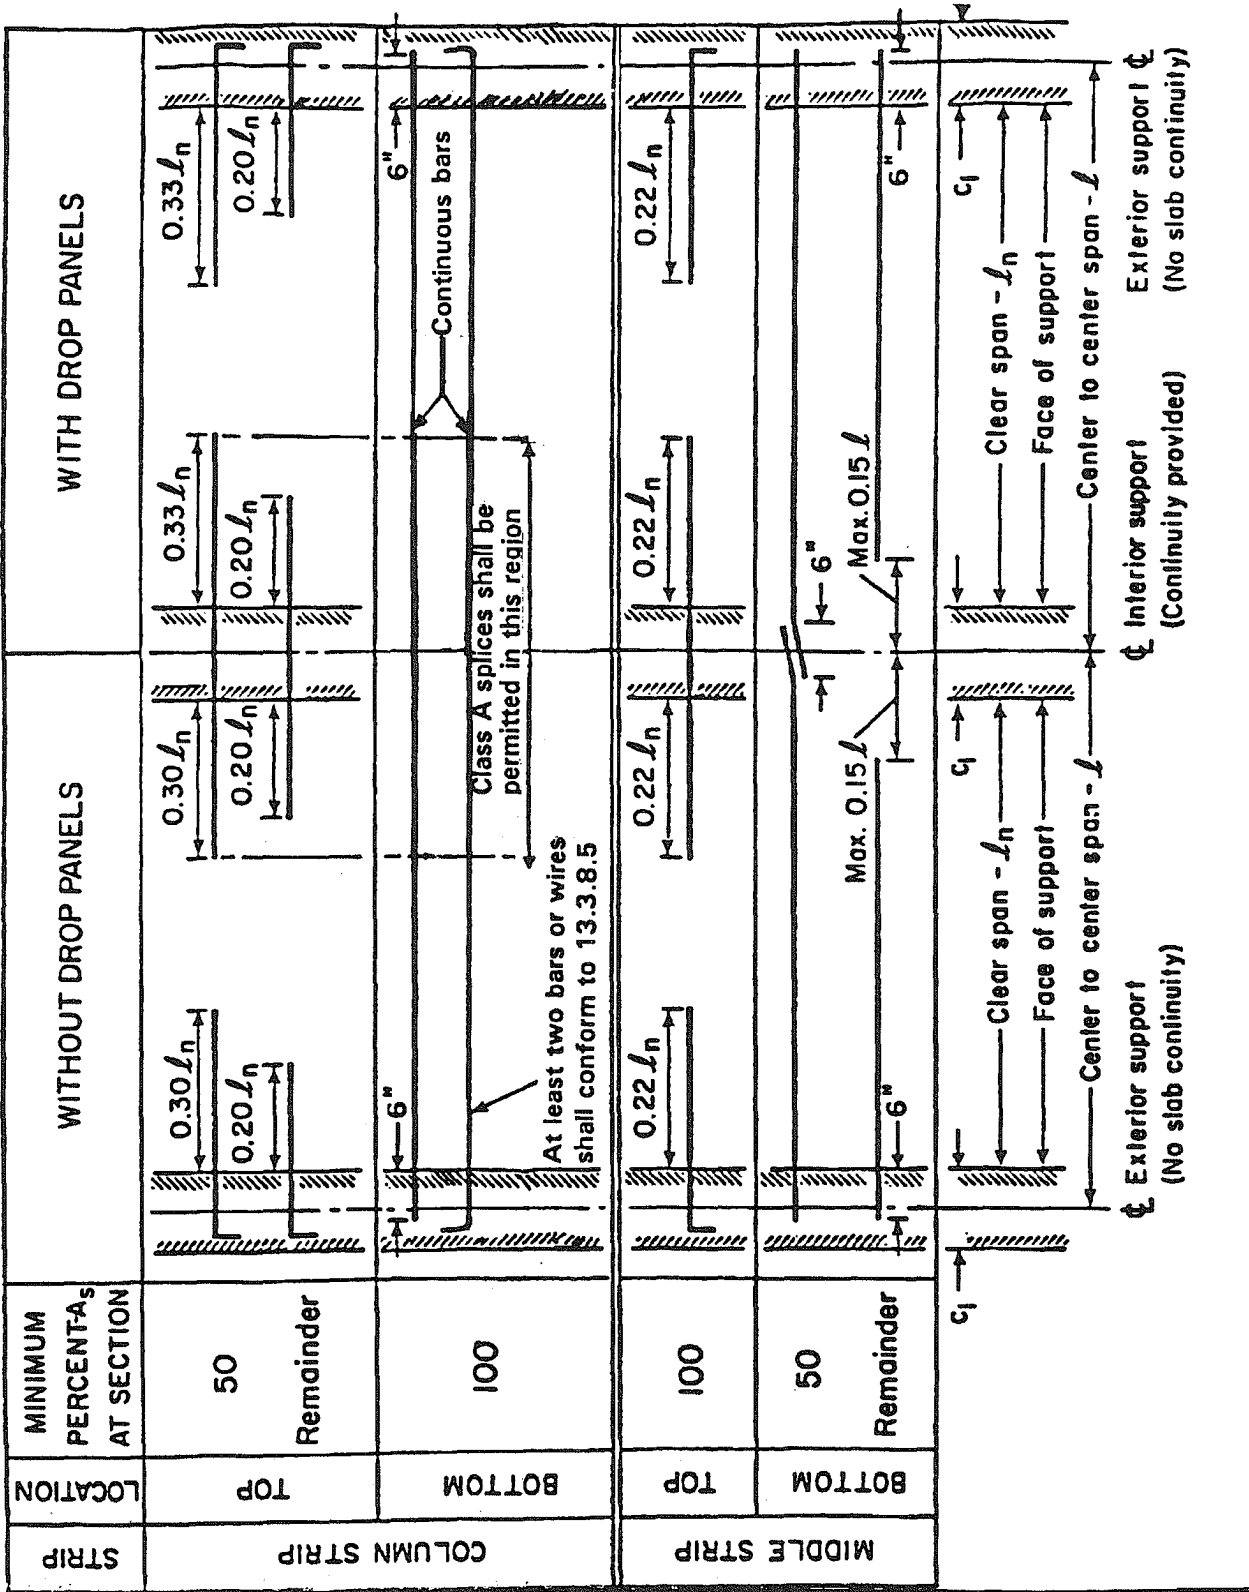 STRIP
LOCATION
MINIMUM
PERCENT-As
AT SECTION
WITHOUT DROP PANELS
WITH DROP PANELS
COLUMN STRIP
TOP
50
0.30 ℓn
0.30 ℓn
0.33 ℓn
0.33 ℓn
Remainder
0.20 ℓn
0.20 ℓn
0.20 ℓn
0.20 ℓn
BOTTOM
100
6"
6"
Continuous bars
At least two bars or wires
shall conform to 13.3.8.5
Class A splices shall be
permitted in this region
MIDDLE STRIP
TOP
100
0.22 ℓn
0.22 ℓn
0.22 ℓn
0.22 ℓn
BOTTOM
50
6"
Remainder
6"
Max. 0.15 ℓ
Max. 0.15 ℓ
6"
c1
c1
c1
Clear span - ℓn
Clear span - ℓn
Face of support
Face of support
Center to center span - ℓ
Center to center span - ℓ
℄ Exterior support
(No slab continuity)
℄ Interior support
(Continuity provided)
Exterior support ℄
(No slab continuity)